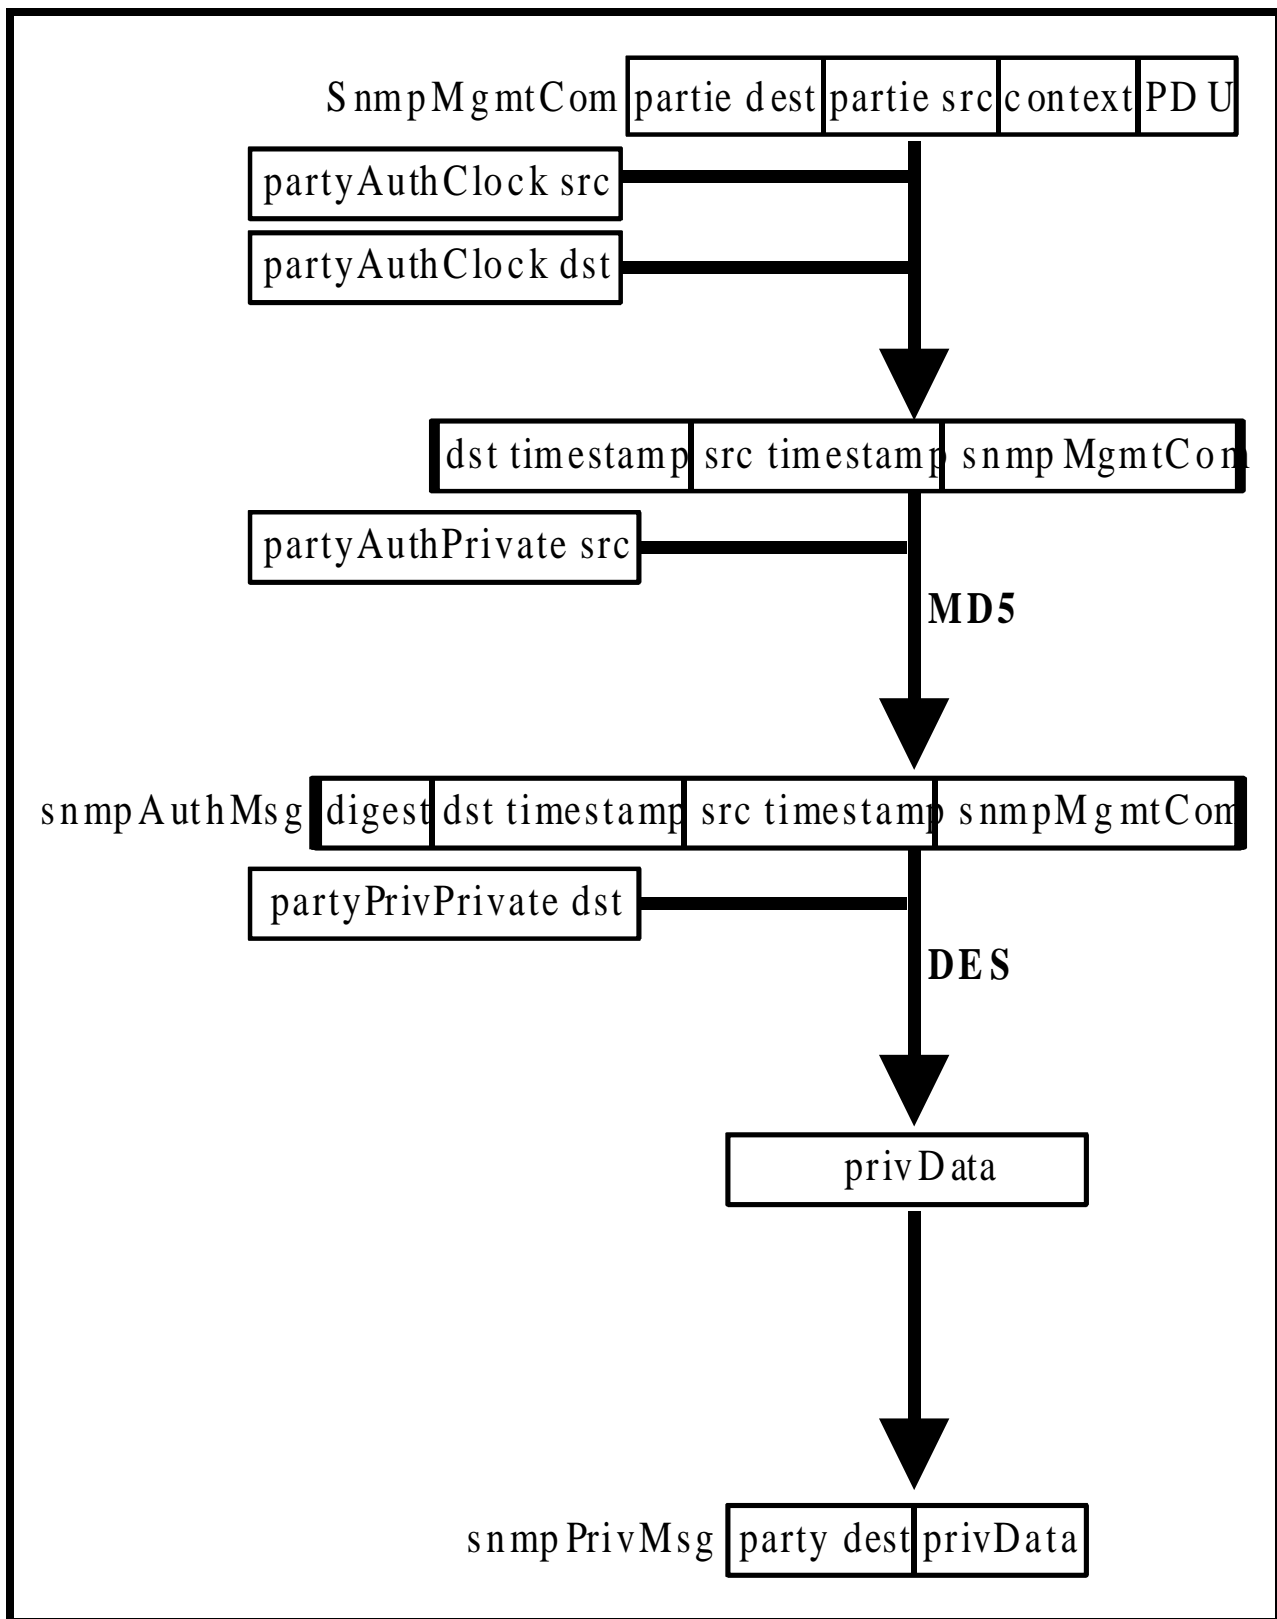 SnmpMgmtCom partie dest partie src context PDU
partyAuthClock src
partyAuthClock dst
dst timestamp src timestamp snmpMgmtCom
partyAuthPrivate src
MD5
snmpAuthMsg digest dst timestamp src timestamp snmpMgmtCom
partyPrivPrivate dst
DES
privData
snmpPrivMsg party dest privData